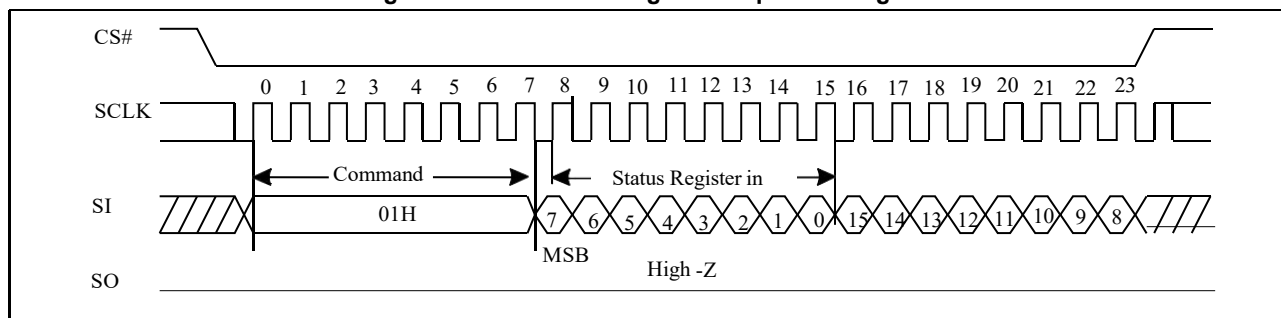 CS#
0 1 2 3 4 5 6 7 8 9 10 11 12 13 14 15 16 17 18 19 20 21 22 23
SCLK
Command
Status Register in
SI
01H
7 6 5 4 3 2 1 0 15 14 13 12 11 10 9 8
MSB
High -Z
SO